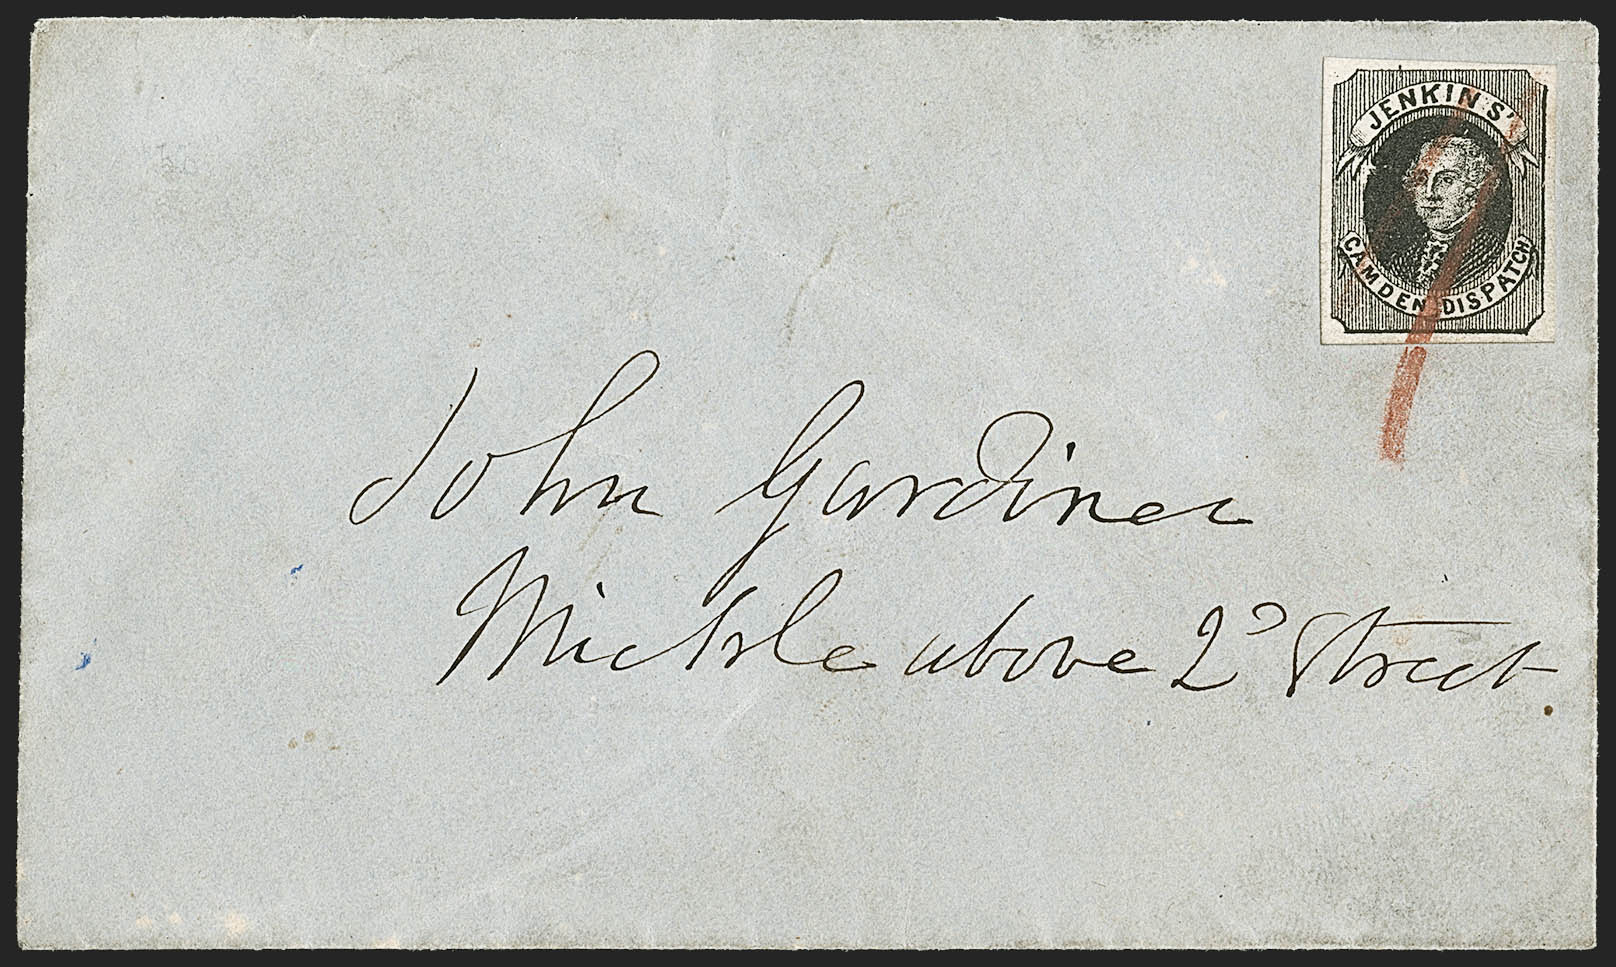 JENKINS'
CAMDEN DISPATCH
John Gardiner
Mickle above 2d Street